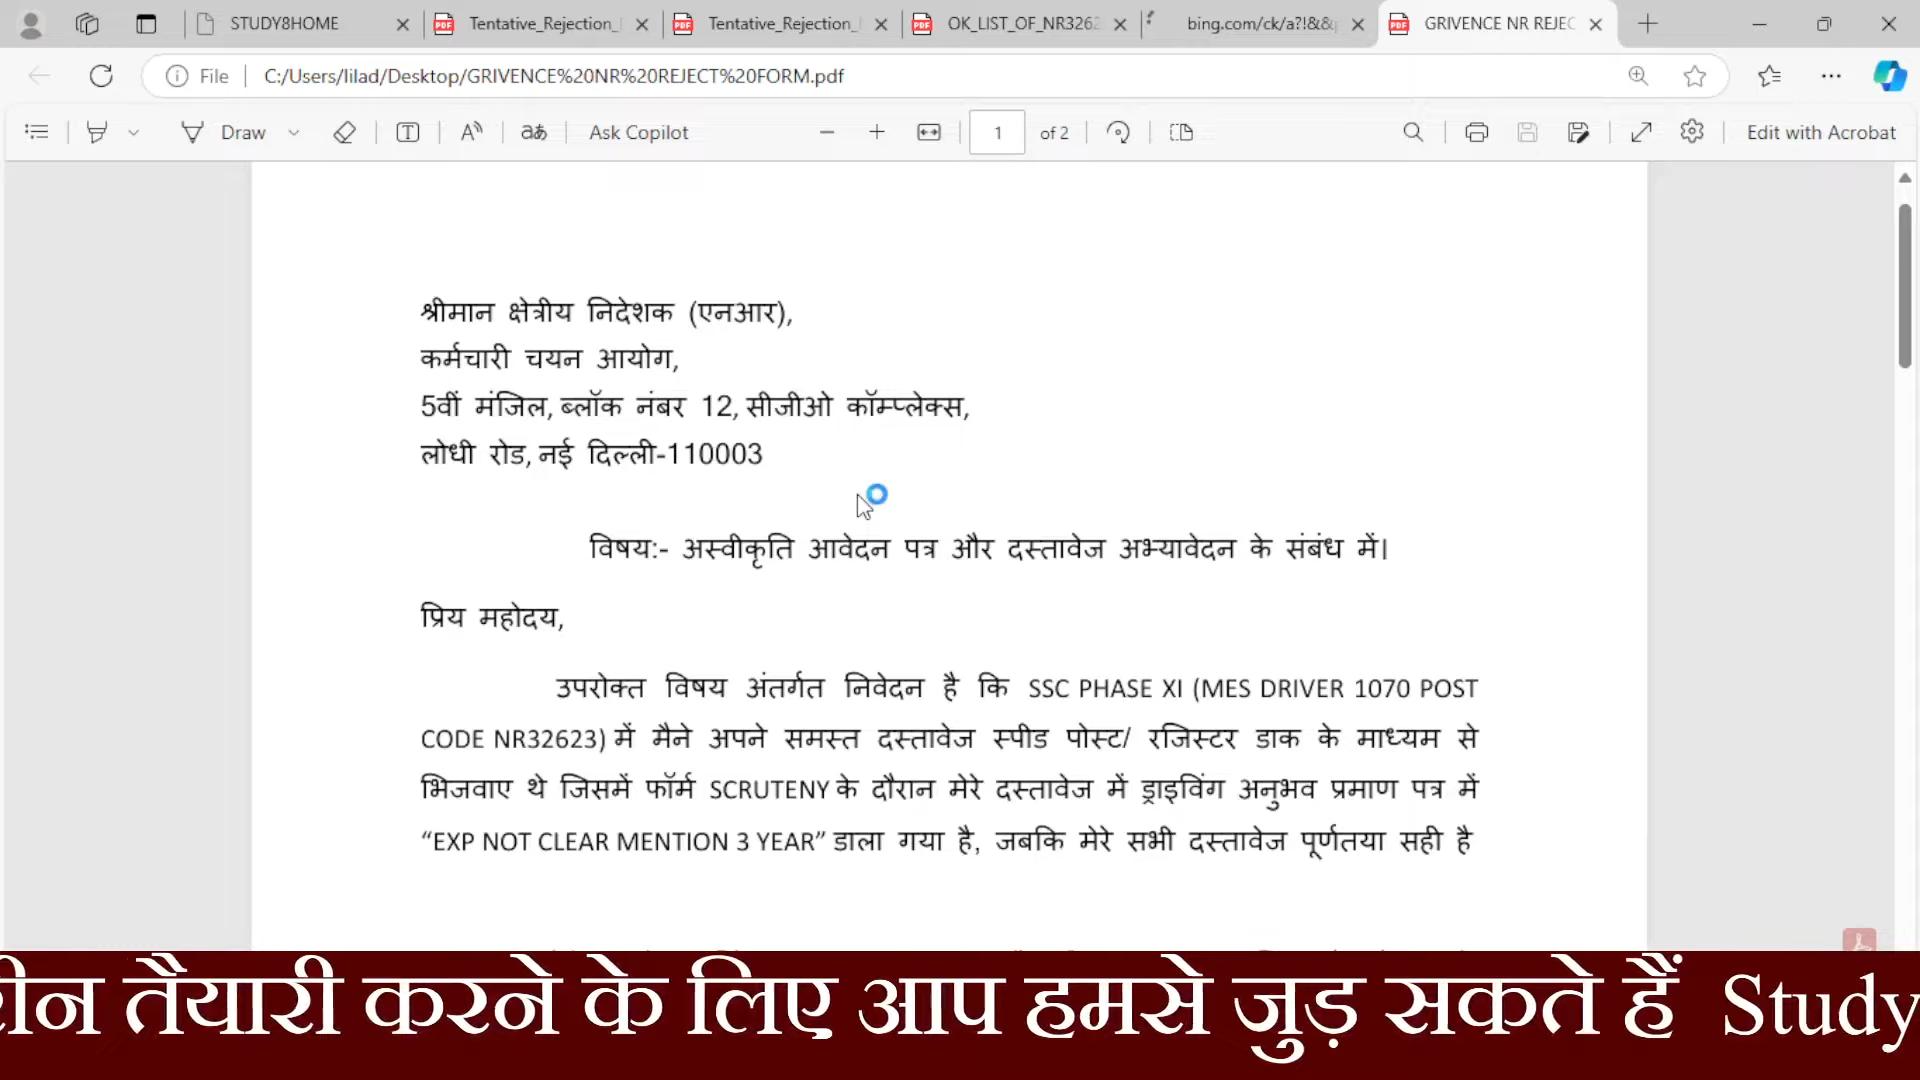 STUDY8HOME
Tentative_Rejection_
Tentative_Rejection_
OK_LIST_OF_NR3262
bing.com/ck/a?!&&p
GRIVENCE NR REJEC
File
C:/Users/lilad/Desktop/GRIVENCE%20NR%20REJECT%20FORM.pdf
Draw
Ask Copilot
1 of 2
Edit with Acrobat
श्रीमान क्षेत्रीय निदेशक (एनआर),
कर्मचारी चयन आयोग,
5वीं मंजिल, ब्लॉक नंबर 12, सीजीओ कॉम्प्लेक्स,
लोधी रोड, नई दिल्ली-110003
विषय:- अस्वीकृति आवेदन पत्र और दस्तावेज अभ्यावेदन के संबंध में।
प्रिय महोदय,
उपरोक्त विषय अंतर्गत निवेदन है कि SSC PHASE XI (MES DRIVER 1070 POST
CODE NR32623) में मैने अपने समस्त दस्तावेज स्पीड पोस्ट/ रजिस्टर डाक के माध्यम से
भिजवाए थे जिसमें फॉर्म SCRUTENY के दौरान मेरे दस्तावेज में ड्राइविंग अनुभव प्रमाण पत्र में
“EXP NOT CLEAR MENTION 3 YEAR” डाला गया है, जबकि मेरे सभी दस्तावेज पूर्णतया सही है
तैयारी करने के लिए आप हमसे जुड़ सकते हैं Study